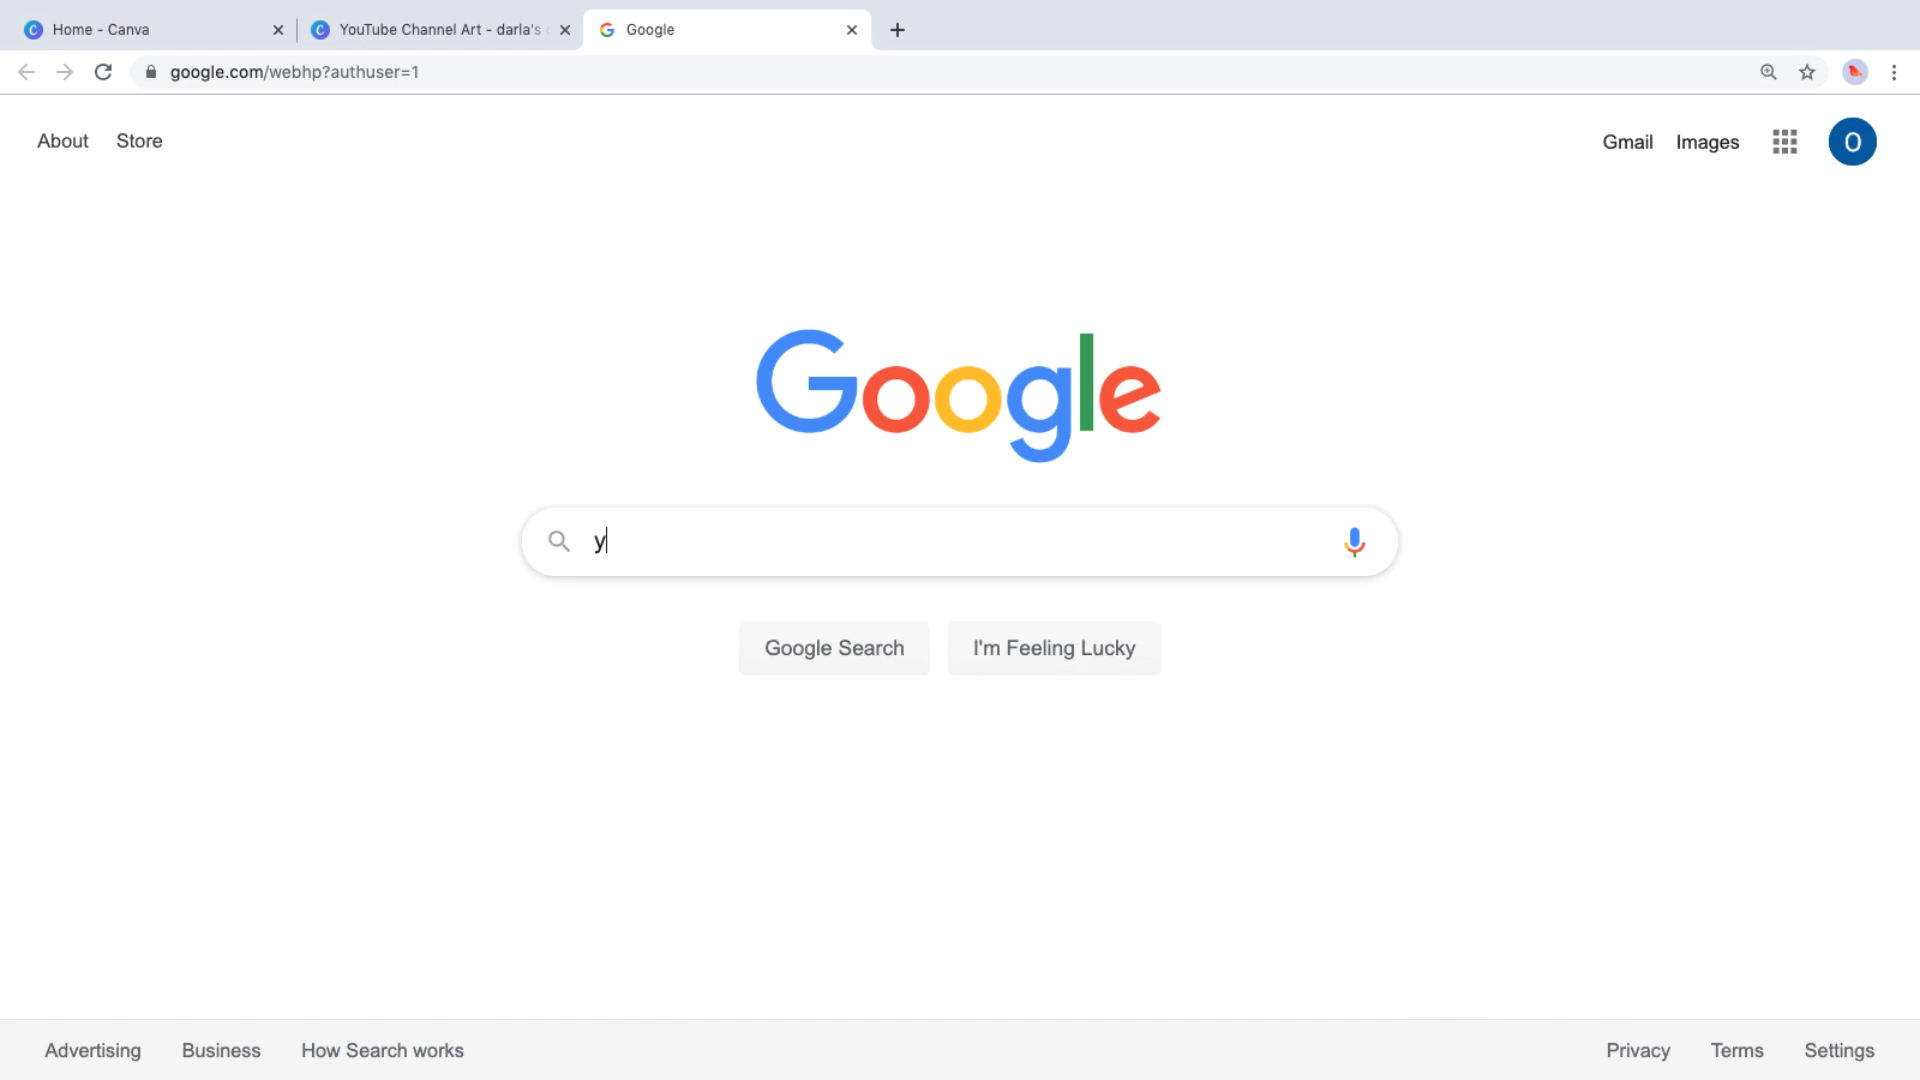 Home - Canva
YouTube Channel Art - darla's
Google
google.com/webhp?authuser=1
About Store
Gmail Images
O
Google
y
Google Search I'm Feeling Lucky
Advertising Business How Search works
Privacy Terms Settings